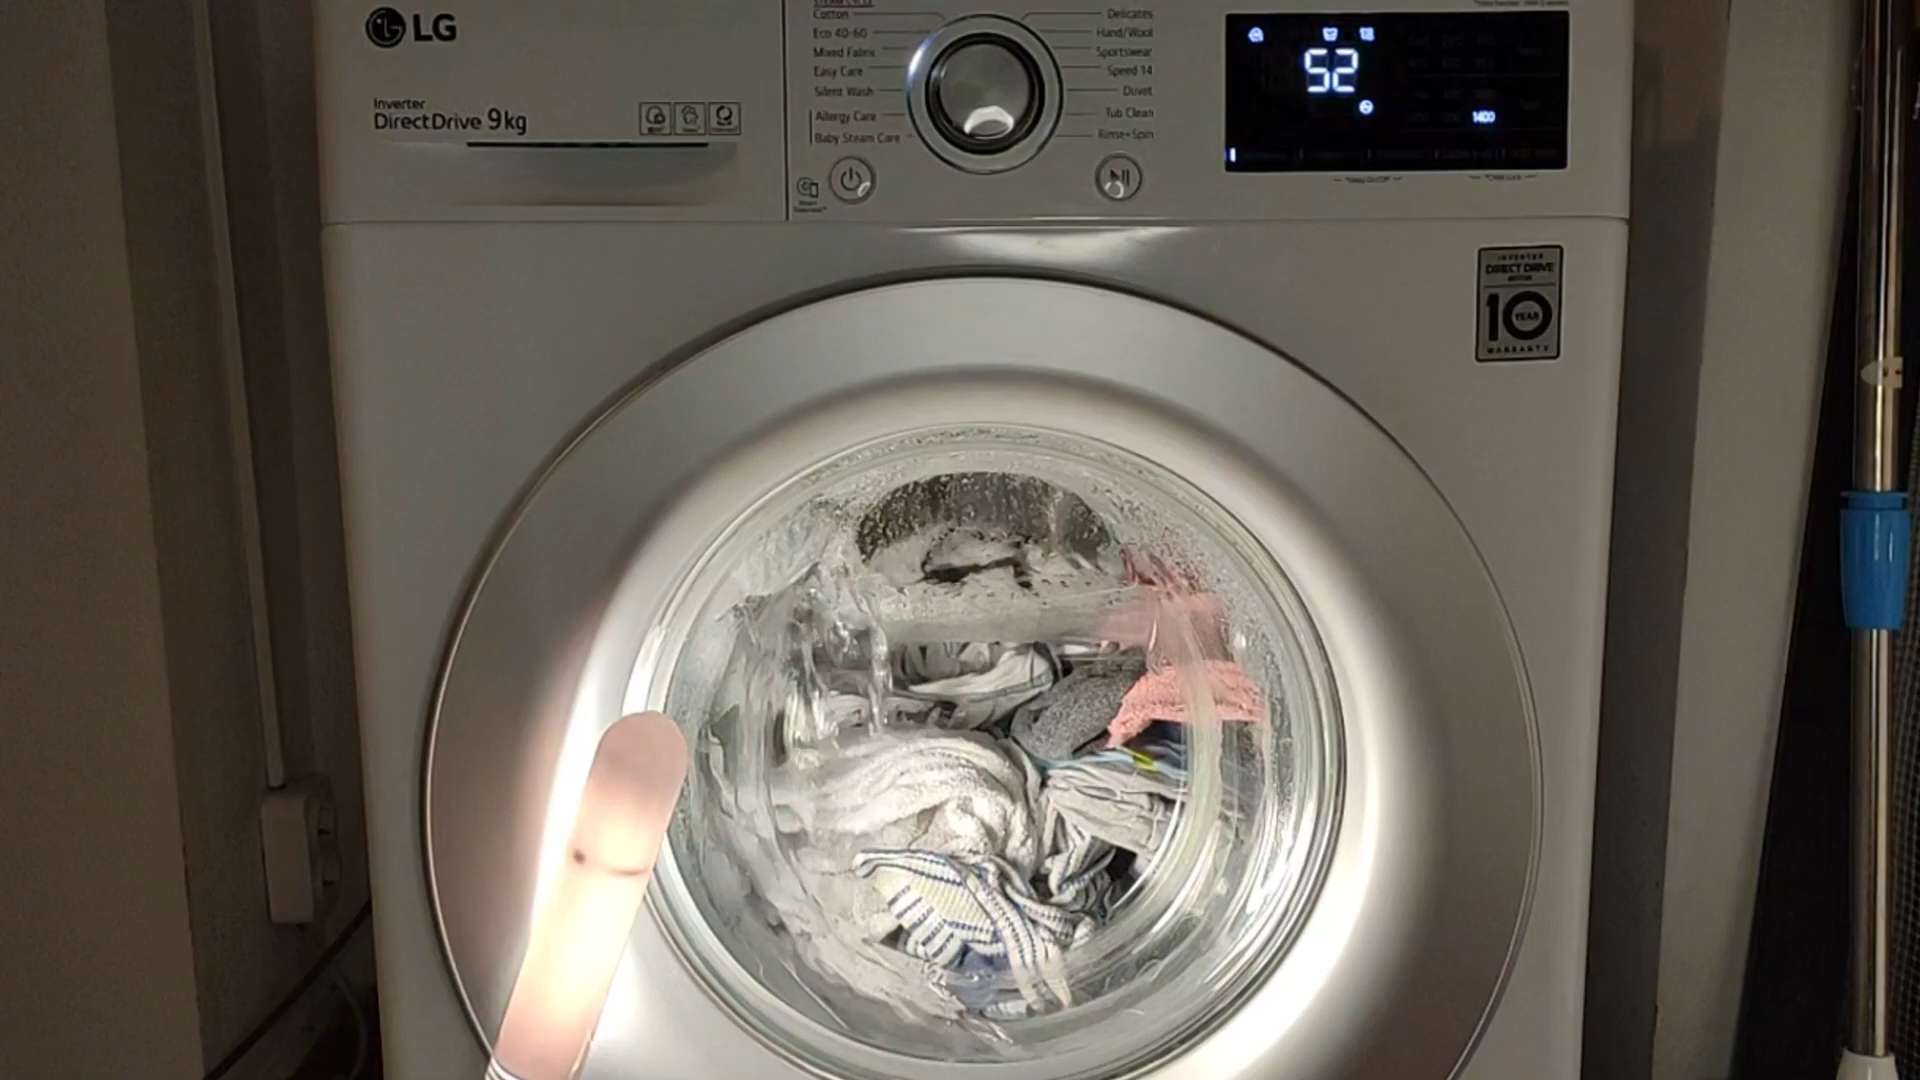 LG
Inverter
DirectDrive 9kg
Cotton
Eco 40-60
Mixed Fabric
Easy Care
Silent Wash
Allergy Care
Baby Steam Care
Delicates
Hand/Wool
Sportswear
Speed 14
Duvet
Tub Clean
Rinse+Spin
52
1400
INVERTER
DIRECT DRIVE
MOTOR
10 YEAR
WARRANTY